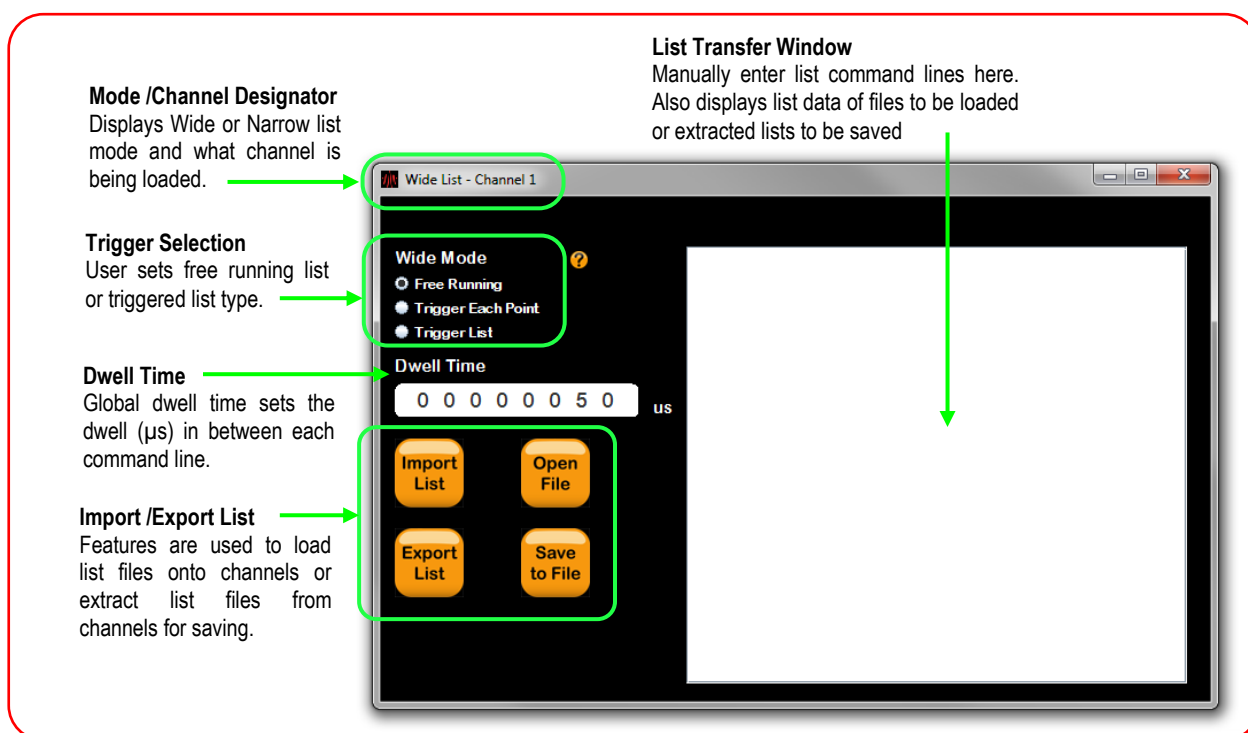 List Transfer Window
Manually enter list command lines here.
Also displays list data of files to be loaded
or extracted lists to be saved
Mode /Channel Designator
Displays Wide or Narrow list
mode and what channel is
being loaded.
Wide List - Channel 1
Trigger Selection
User sets free running list
or triggered list type.
Wide Mode
?
Free Running
Trigger Each Point
Trigger List
Dwell Time
Global dwell time sets the
dwell (µs) in between each
command line.
Dwell Time
0 0 0 0 0 0 5 0 us
Import /Export List
Features are used to load
list files onto channels or
extract list files from
channels for saving.
Import
List
Open
File
Export
List
Save
to File